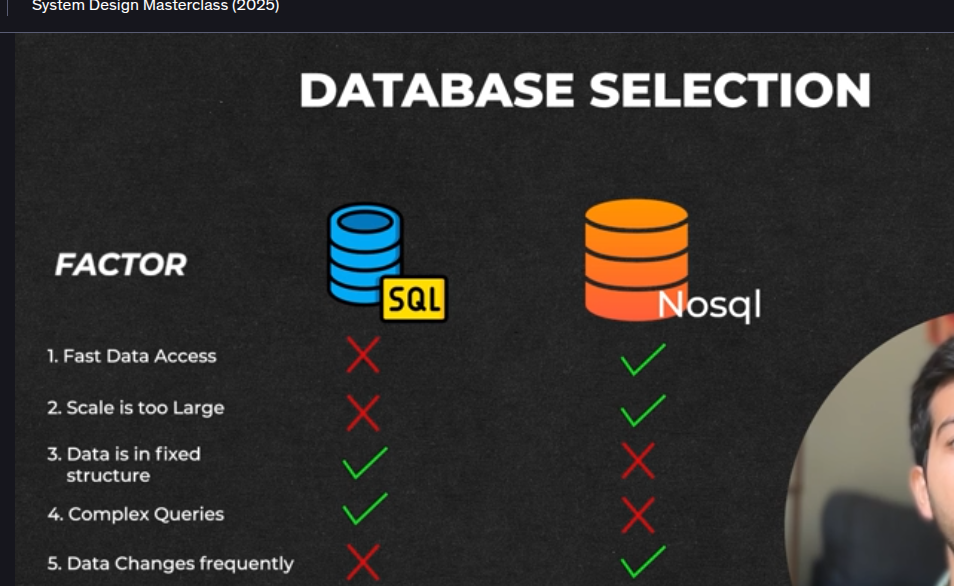 System Design Masterclass (2025)
DATABASE SELECTION
FACTOR
SQL
Nosql
1. Fast Data Access
2. Scale is too Large
3. Data is in fixed
structure
4. Complex Queries
5. Data Changes frequently